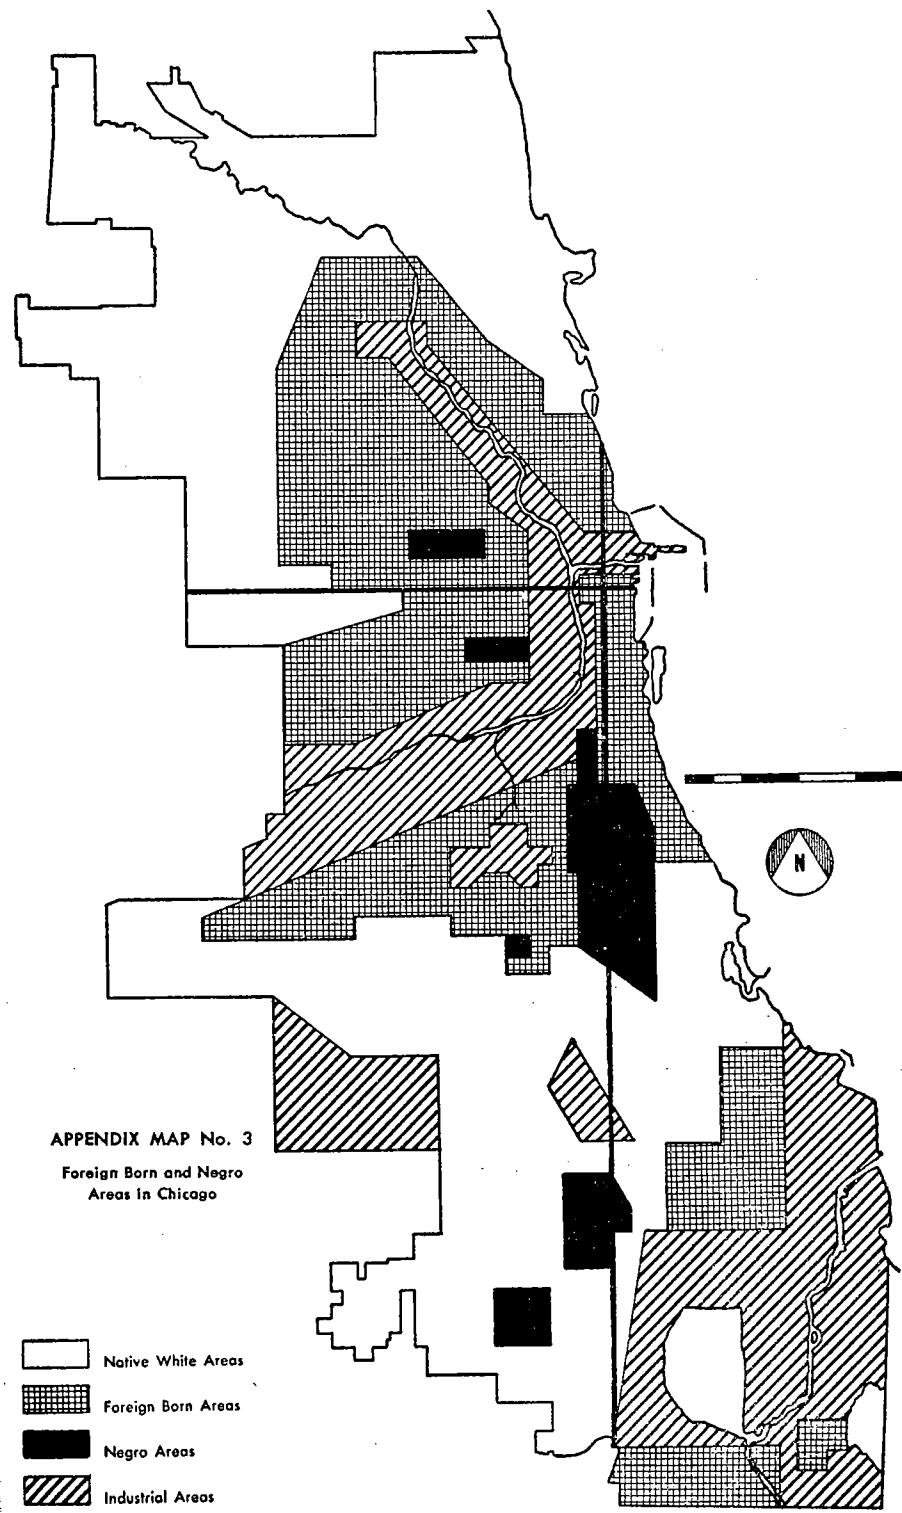 N
APPENDIX MAP No. 3
Foreign Born and Negro
Areas in Chicago
Native White Areas
Foreign Born Areas
Negro Areas
Industrial Areas